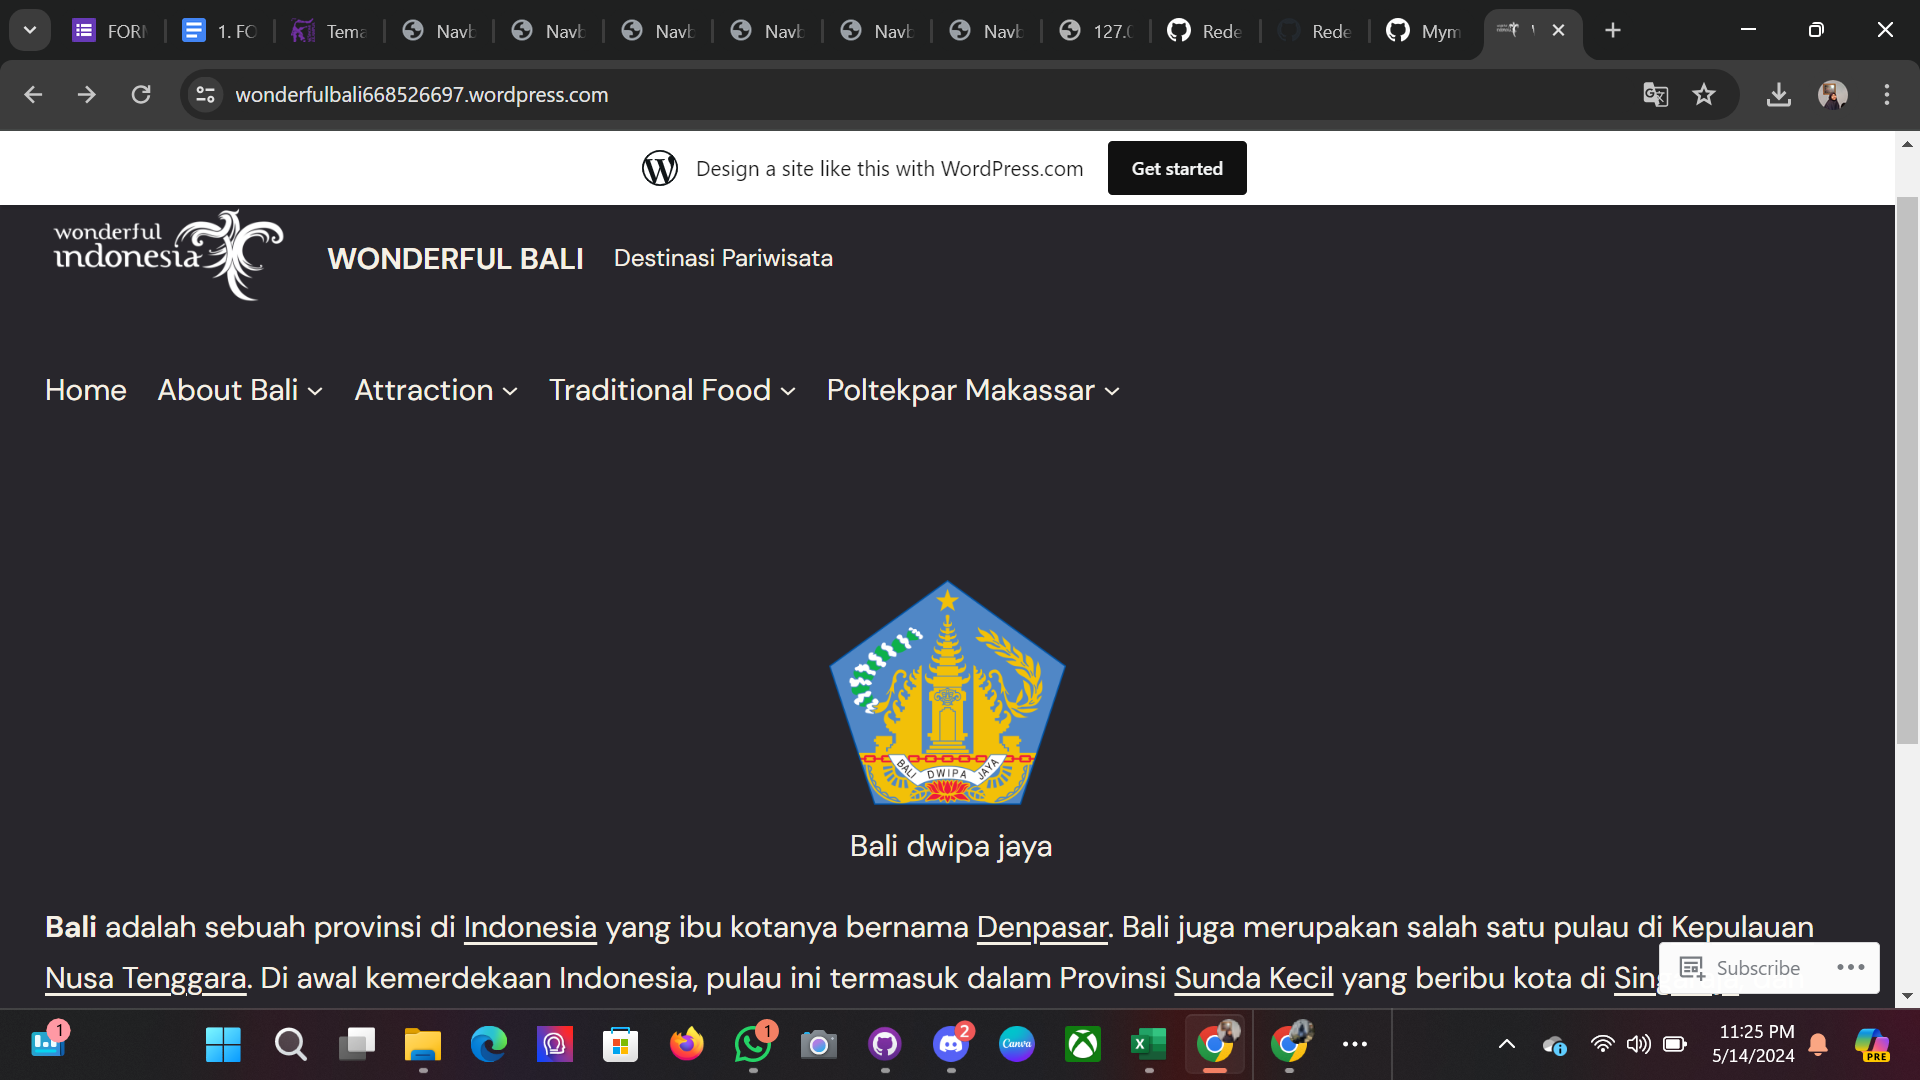 FORM
1. FO
Tema
Navb
Navb
Navb
Navb
Navb
Navb
127.0
Rede
Rede
Mym
wonderfulbali668526697.wordpress.com
Design a site like this with WordPress.com
Get started
wonderful
indonesia
WONDERFUL BALI
Destinasi Pariwisata
Home
About Bali
Attraction
Traditional Food
Poltekpar Makassar
BALI DWIPA JAYA
Bali dwipa jaya
Bali adalah sebuah provinsi di Indonesia yang ibu kotanya bernama Denpasar. Bali juga merupakan salah satu pulau di Kepulauan
Nusa Tenggara. Di awal kemerdekaan Indonesia, pulau ini termasuk dalam Provinsi Sunda Kecil yang beribu kota di
Subscribe
1
1
2
Canva
PRE
11:25 PM
5/14/2024